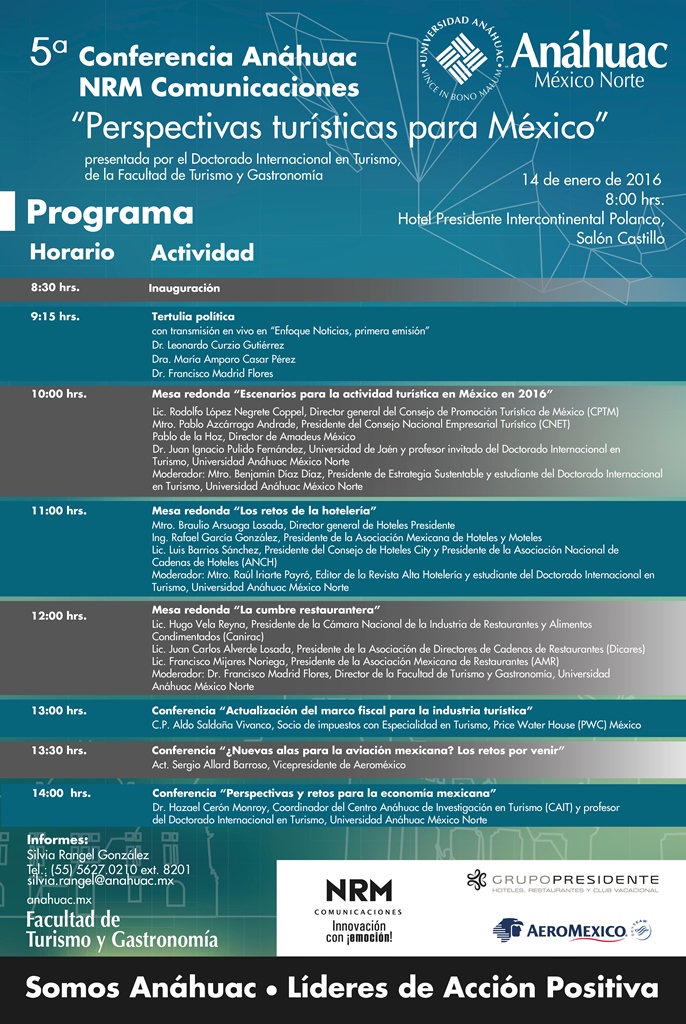 5ª Conferencia Anáhuac
NRM Comunicaciones
UNIVERSIDAD ANÁHUAC
VINCE IN BONO MALUM
Anáhuac
México Norte
“Perspectivas turísticas para México”
presentada por el Doctorado Internacional en Turismo,
de la Facultad de Turismo y Gastronomía
14 de enero de 2016
8:00 hrs.
Hotel Presidente Intercontinental Polanco,
Salón Castillo
Programa
Horario Actividad
8:30 hrs. Inauguración
9:15 hrs. Tertulia política
con transmisión en vivo en “Enfoque Noticias, primera emisión”
Dr. Leonardo Curzio Gutiérrez
Dra. María Amparo Casar Pérez
Dr. Francisco Madrid Flores
10:00 hrs. Mesa redonda “Escenarios para la actividad turística en México en 2016”
Lic. Rodolfo López Negrete Coppel, Director general del Consejo de Promoción Turística de México (CPTM)
Mtro. Pablo Azcárraga Andrade, Presidente del Consejo Nacional Empresarial Turístico (CNET)
Pablo de la Hoz, Director de Amadeus México
Dr. Juan Ignacio Pulido Fernández, Universidad de Jaén y profesor invitado del Doctorado Internacional en
Turismo, Universidad Anáhuac México Norte
Moderador: Mtro. Benjamín Díaz Díaz, Presidente de Estrategia Sustentable y estudiante del Doctorado Internacional
en Turismo, Universidad Anáhuac México Norte
11:00 hrs. Mesa redonda “Los retos de la hotelería”
Mtro. Braulio Arsuaga Losada, Director general de Hoteles Presidente
Ing. Rafael García González, Presidente de la Asociación Mexicana de Hoteles y Moteles
Lic. Luis Barrios Sánchez, Presidente del Consejo de Hoteles City y Presidente de la Asociación Nacional de
Cadenas de Hoteles (ANCH)
Moderador: Mtro. Raúl Iriarte Payró, Editor de la Revista Alta Hotelería y estudiante del Doctorado Internacional en
Turismo, Universidad Anáhuac México Norte
12:00 hrs. Mesa redonda “La cumbre restaurantera”
Lic. Hugo Vela Reyna, Presidente de la Cámara Nacional de la Industria de Restaurantes y Alimentos
Condimentados (Canirac)
Lic. Juan Carlos Alverde Losada, Presidente de la Asociación de Directores de Cadenas de Restaurantes (Dicares)
Lic. Francisco Mijares Noriega, Presidente de la Asociación Mexicana de Restaurantes (AMR)
Moderador: Dr. Francisco Madrid Flores, Director de la Facultad de Turismo y Gastronomía, Universidad
Anáhuac México Norte
13:00 hrs. Conferencia “Actualización del marco fiscal para la industria turística”
C.P. Aldo Saldaña Vivanco, Socio de impuestos con Especialidad en Turismo, Price Water House (PWC) México
13:30 hrs. Conferencia “¿Nuevas alas para la aviación mexicana? Los retos por venir”
Act. Sergio Allard Barroso, Vicepresidente de Aeroméxico
14:00 hrs. Conferencia “Perspectivas y retos para la economía mexicana”
Dr. Hazael Cerón Monroy, Coordinador del Centro Anáhuac de Investigación en Turismo (CAIT) y profesor
del Doctorado Internacional en Turismo, Universidad Anáhuac México Norte
Informes:
Silvia Rangel González
Tel.: (55) 5627.0210 ext. 8201
silvia.rangel@anahuac.mx
anahuac.mx
Facultad de
Turismo y Gastronomía
NRM
COMUNICACIONES
Innovación
con ¡emoción!
GRUPOPRESIDENTE
HOTELES, RESTAURANTES Y CLUB VACACIONAL
AEROMEXICO.
Somos Anáhuac • Líderes de Acción Positiva